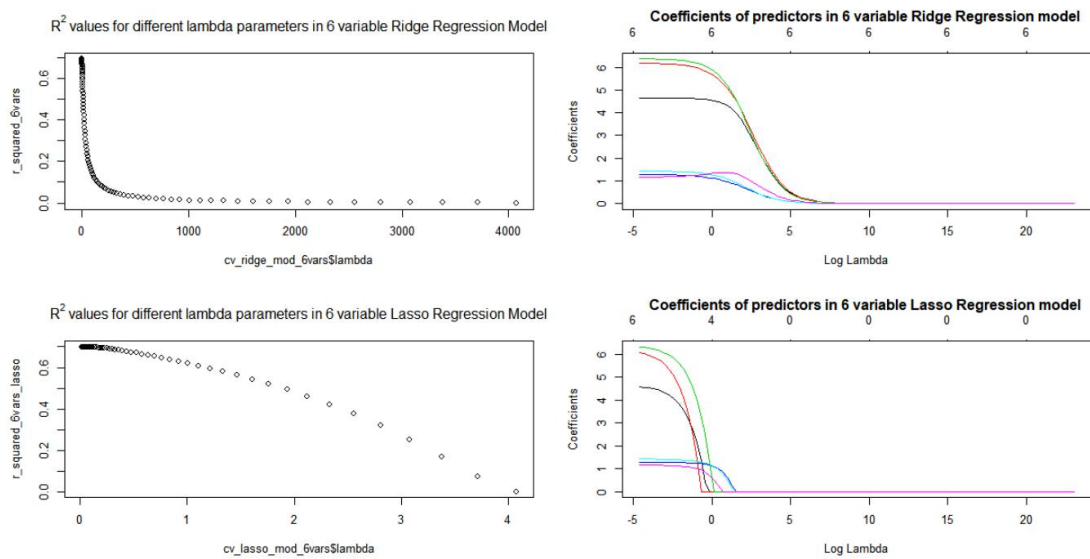 R2 values for different lambda parameters in 6 variable Ridge Regression Model
r_squared_6vars
0.0 0.2 0.4 0.6
0 1000 2000 3000 4000
cv_ridge_mod_6vars$lambda
Coefficients of predictors in 6 variable Ridge Regression model
6 6 6 6 6 6
Coefficients
0 1 2 3 4 5 6
-5 0 5 10 15 20
Log Lambda
R2 values for different lambda parameters in 6 variable Lasso Regression Model
r_squared_6vars_lasso
0.0 0.2 0.4 0.6
0 1 2 3 4
cv_lasso_mod_6vars$lambda
Coefficients of predictors in 6 variable Lasso Regression model
6 4 0 0 0 0
Coefficients
0 1 2 3 4 5 6
-5 0 5 10 15 20
Log Lambda